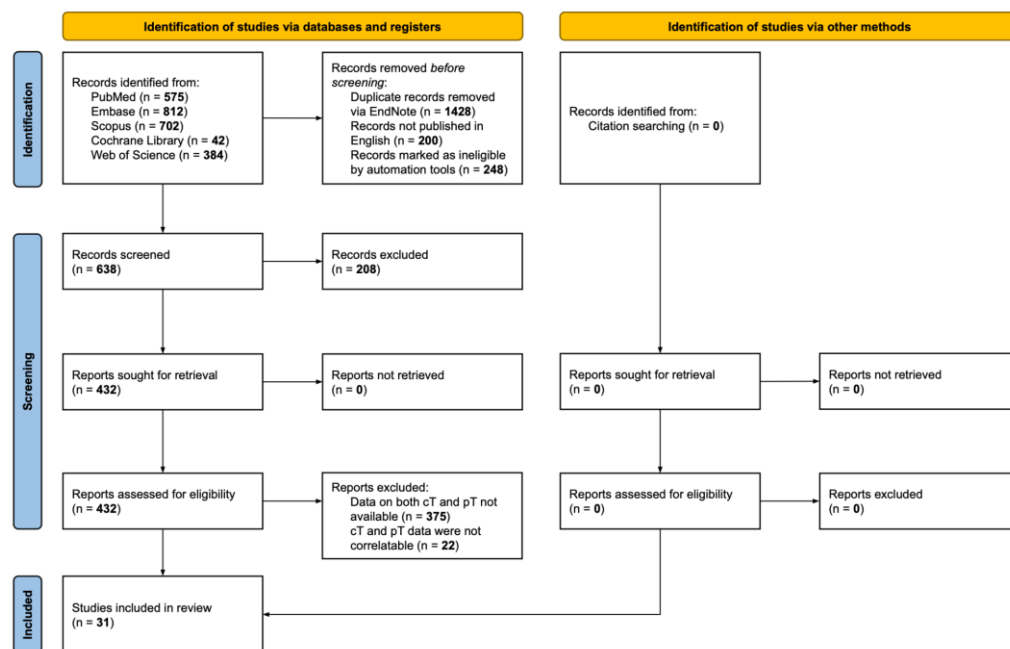 Identification of studies via databases and registers
Identification of studies via other methods
Identification
Records identified from:
PubMed (n = 575)
Embase (n = 812)
Scopus (n = 702)
Cochrane Library (n = 42)
Web of Science (n = 384)
Records removed before
screening:
Duplicate records removed
via EndNote (n = 1428)
Records not published in
English (n = 200)
Records marked as ineligible
by automation tools (n = 248)
Records identified from:
Citation searching (n = 0)
Screening
Records screened
(n = 638)
Records excluded
(n = 208)
Reports sought for retrieval
(n = 432)
Reports not retrieved
(n = 0)
Reports sought for retrieval
(n = 0)
Reports not retrieved
(n = 0)
Reports assessed for eligibility
(n = 432)
Reports excluded:
Data on both cT and pT not
available (n = 375)
cT and pT data were not
correlatable (n = 22)
Reports assessed for eligibility
(n = 0)
Reports excluded
(n = 0)
Included
Studies included in review
(n = 31)